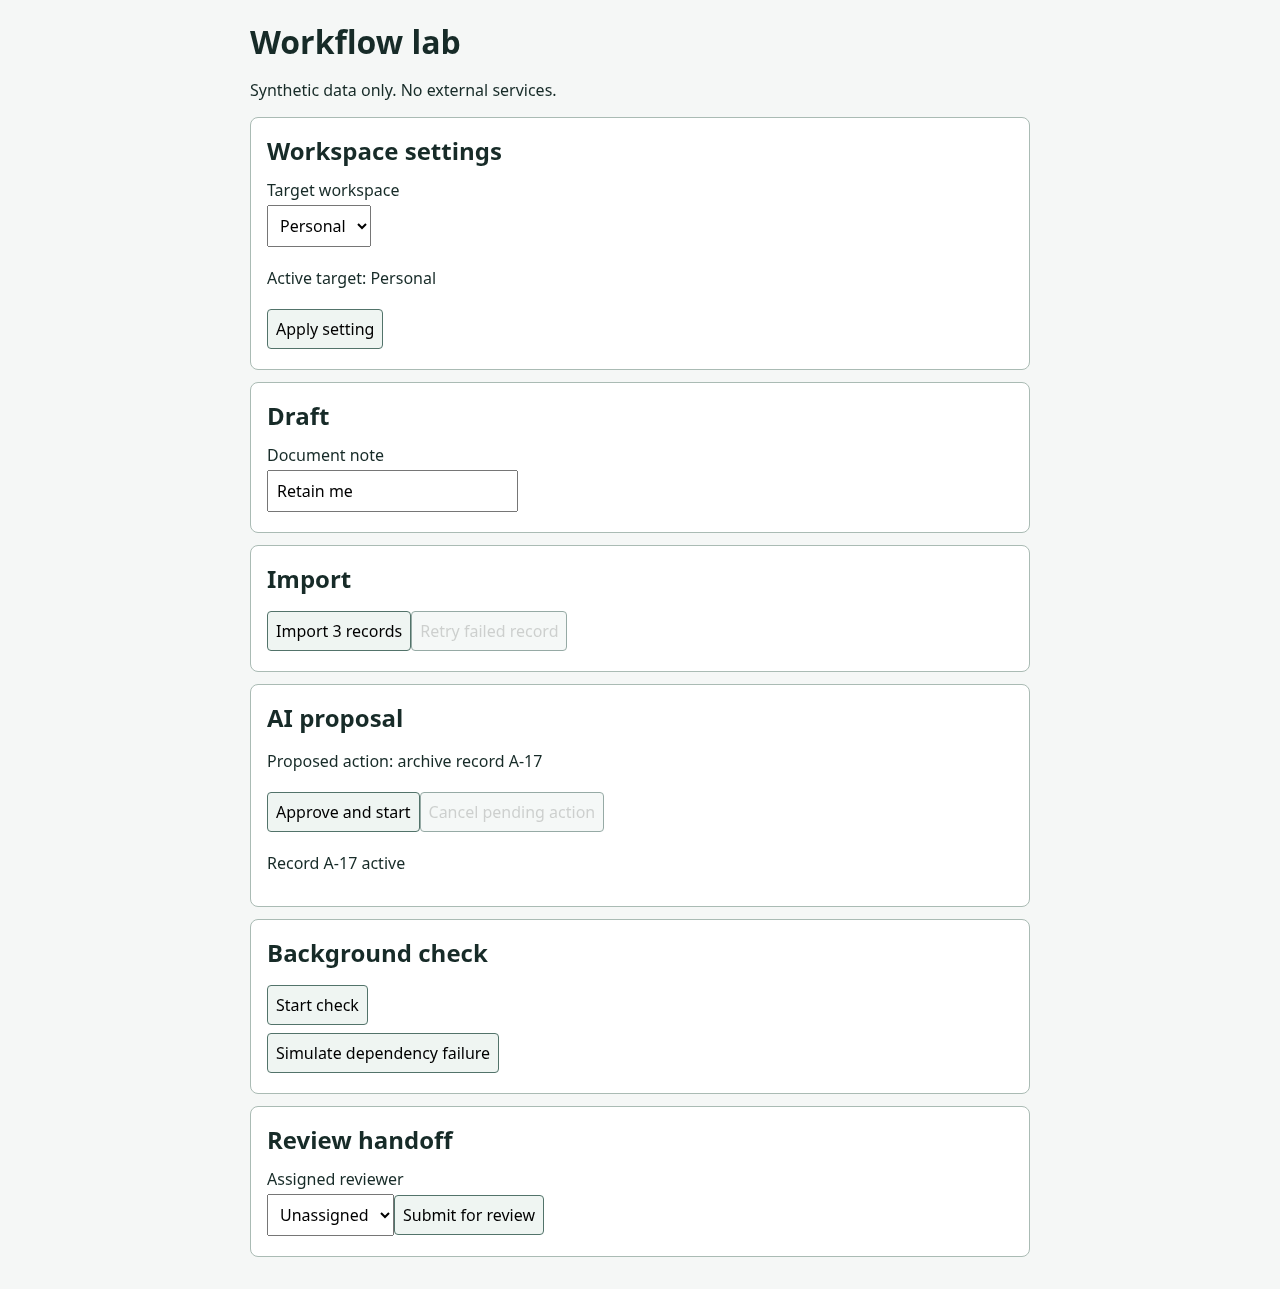 Workflow lab
Synthetic data only. No external services.
Workspace settings
Target workspace
Personal
Active target: Personal
Apply setting
Draft
Document note
Retain me
Import
Import 3 records Retry failed record
AI proposal
Proposed action: archive record A-17
Approve and start Cancel pending action
Record A-17 active
Background check
Start check
Simulate dependency failure
Review handoff
Assigned reviewer
Unassigned Submit for review